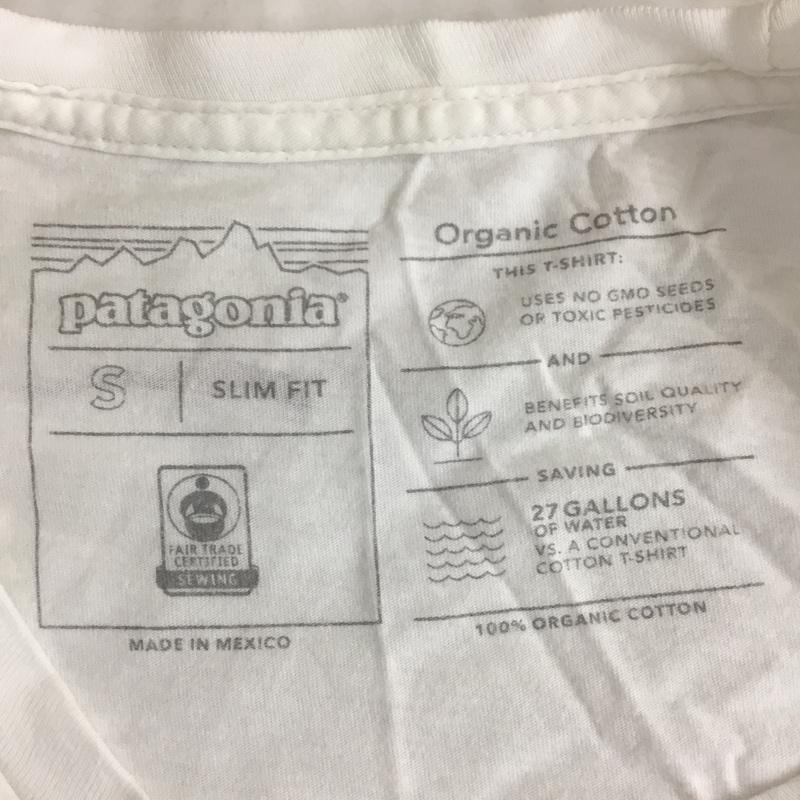 patagonia®
S
SLIM FIT
FAIR TRADE
CERTIFIED
SEWING
MADE IN MEXICO
Organic Cotton
THIS T-SHIRT:
USES NO GMO SEEDS
OR TOXIC PESTICIDES
AND
BENEFITS SOIL QUALITY
AND BIODIVERSITY
SAVING
27 GALLONS
OF WATER
VS. A CONVENTIONAL
COTTON T-SHIRT
100% ORGANIC COTTON